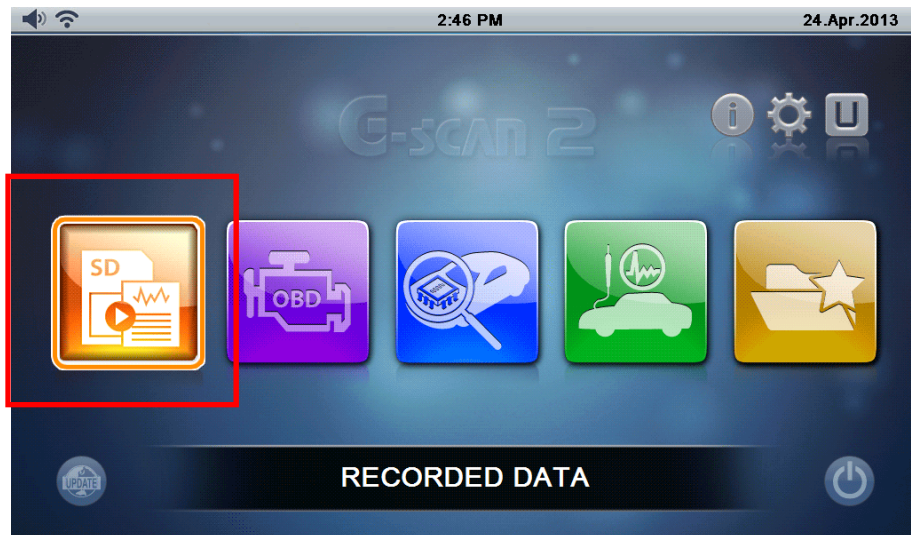 2:46 PM
24.Apr.2013
G-scan 2
i
U
SD
OBD
UPDATE
RECORDED DATA